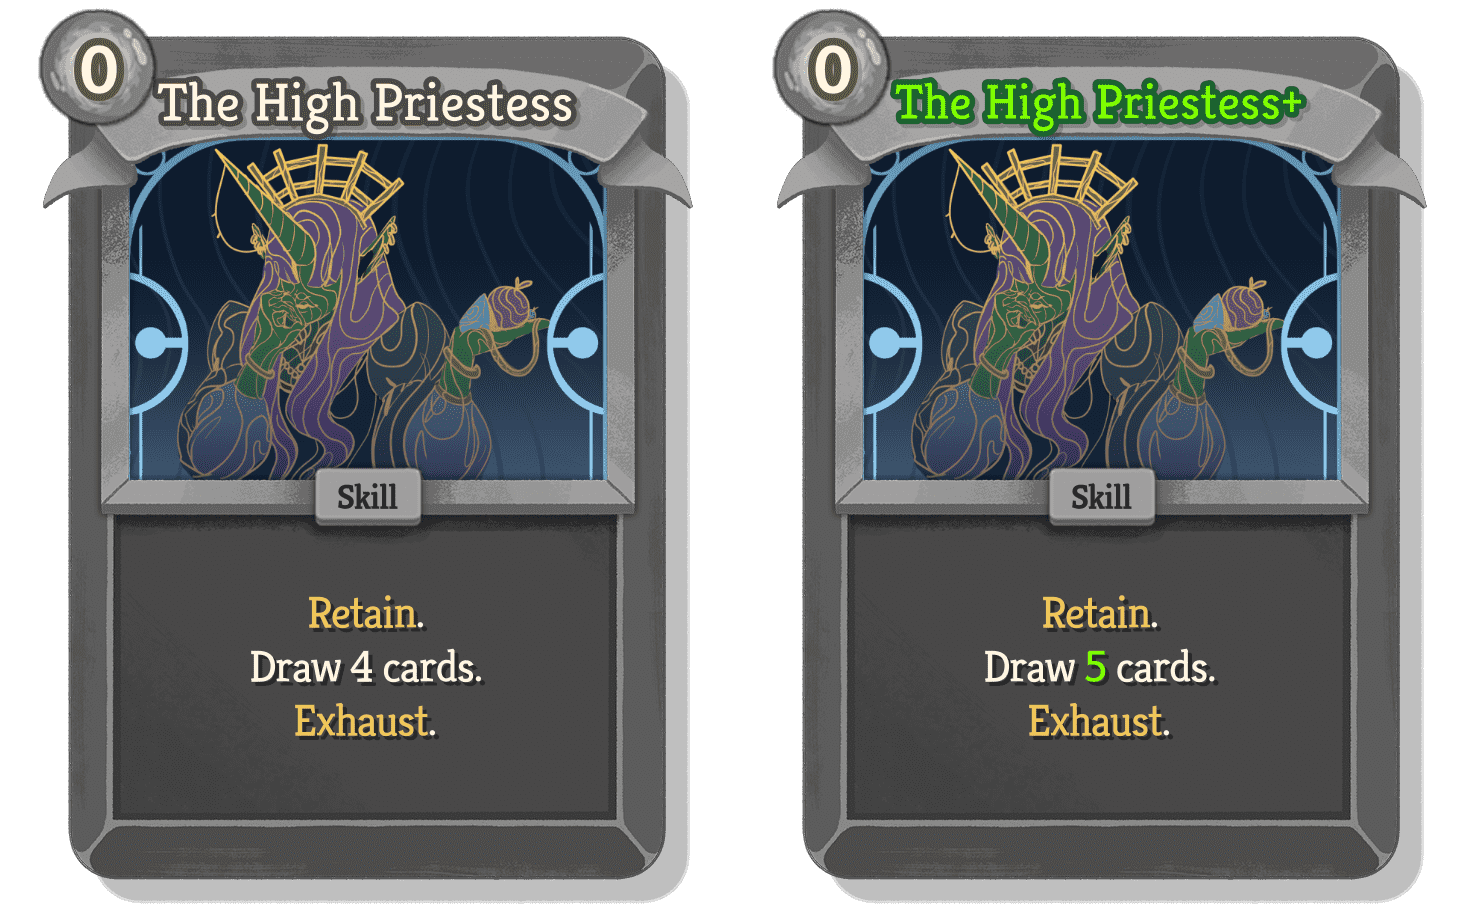 0
The High Priestess
Skill
Retain.
Draw 4 cards.
Exhaust.
0
The High Priestess+
Skill
Retain.
Draw 5 cards.
Exhaust.